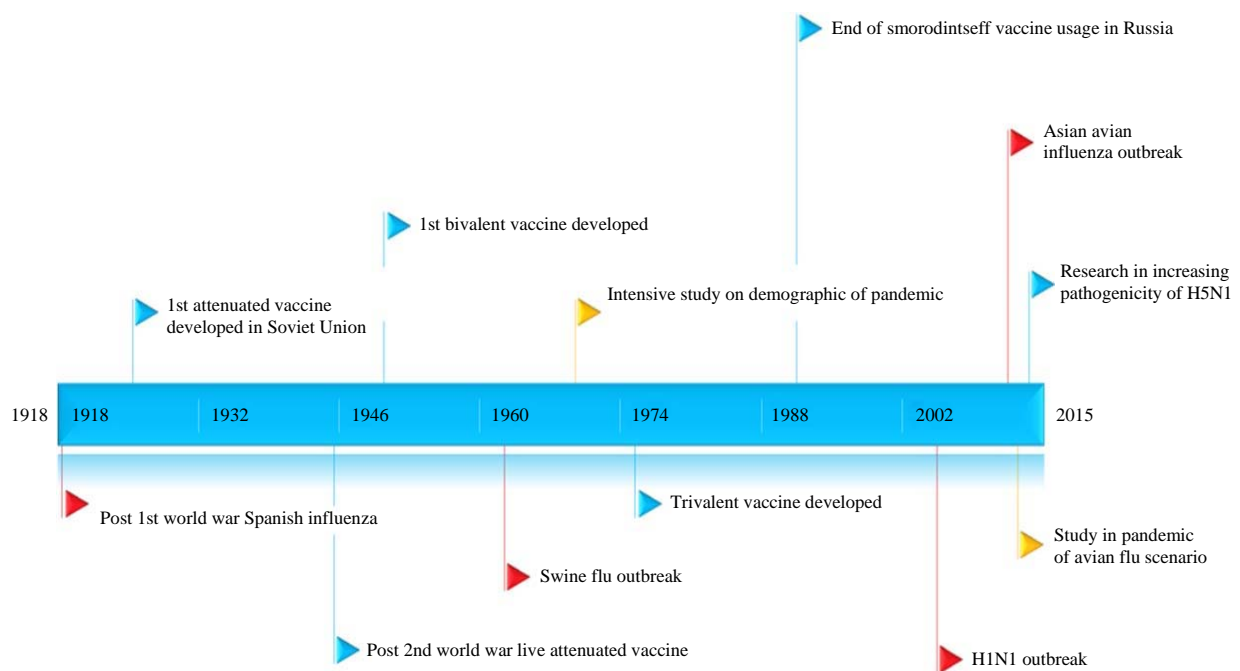 End of smorodintseff vaccine usage in Russia
Asian avian
influenza outbreak
1st bivalent vaccine developed
Research in increasing
pathogenicity of H5N1
Intensive study on demographic of pandemic
1st attenuated vaccine
developed in Soviet Union
1918
1918
1932
1946
1960
1974
1988
2002
2015
Post 1st world war Spanish influenza
Trivalent vaccine developed
Study in pandemic
of avian flu scenario
Swine flu outbreak
Post 2nd world war live attenuated vaccine
H1N1 outbreak